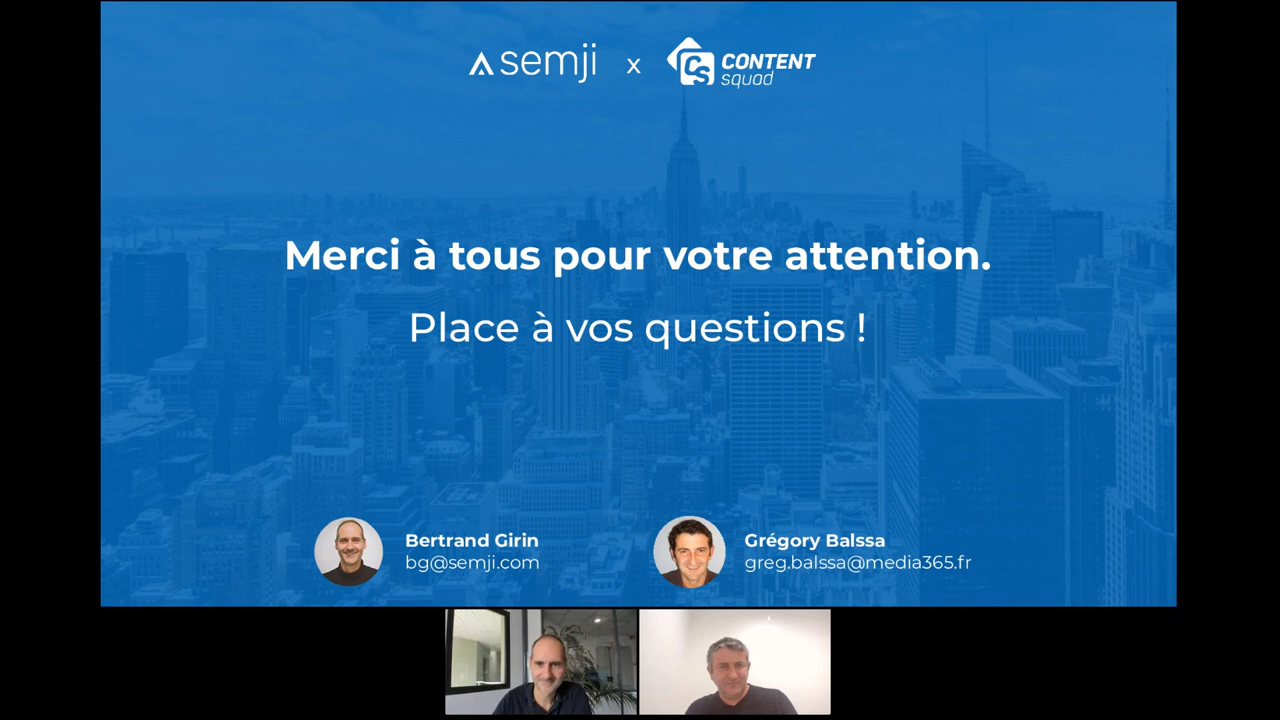 semji x CONTENT squad
Merci à tous pour votre attention.
Place à vos questions !
Bertrand Girin
bg@semji.com
Grégory Balssa
greg.balssa@media365.fr